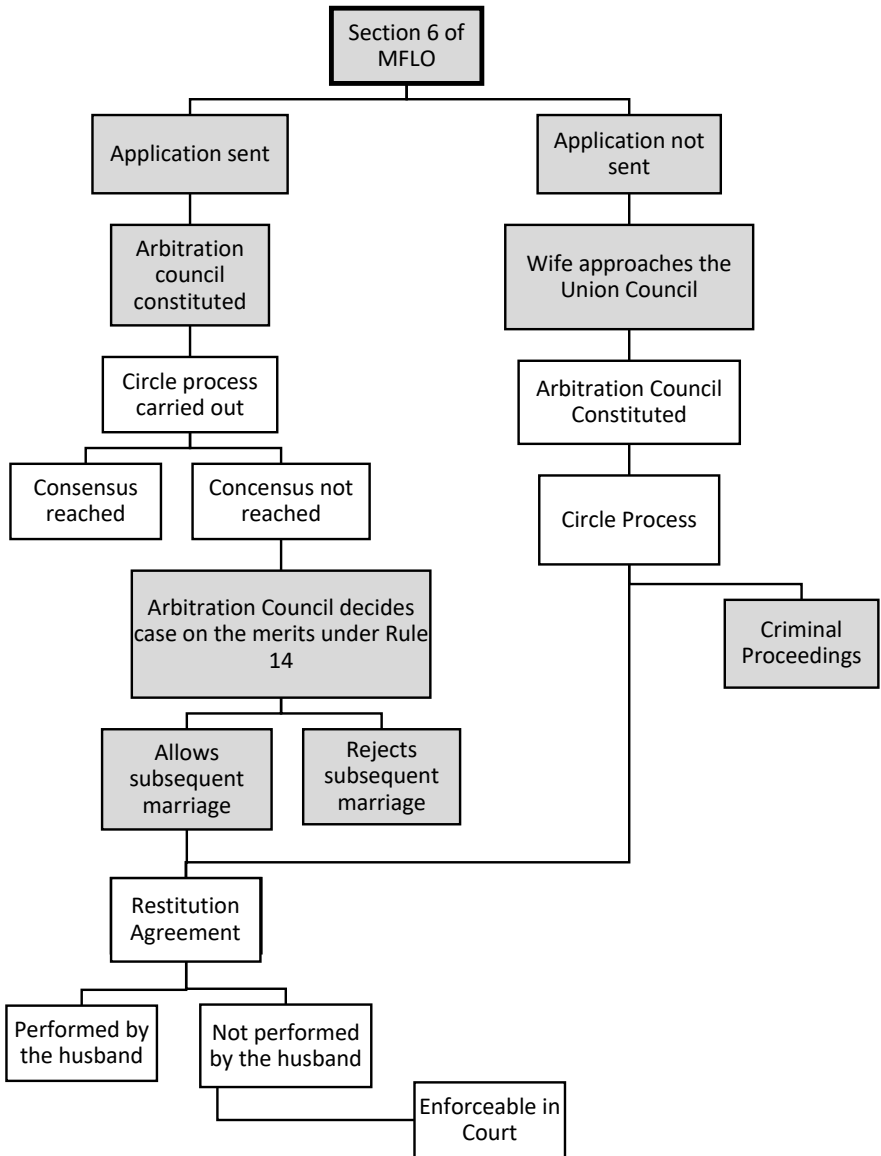 Section 6 of
MFLO
Application sent
Application not
sent
Arbitration
council
constituted
Wife approaches the
Union Council
Circle process
carried out
Arbitration Council
Constituted
Consensus
reached
Concensus not
reached
Circle Process
Arbitration Council decides
case on the merits under Rule
14
Criminal
Proceedings
Allows
subsequent
marriage
Rejects
subsequent
marriage
Restitution
Agreement
Performed by
the husband
Not performed
by the husband
Enforceable in
Court